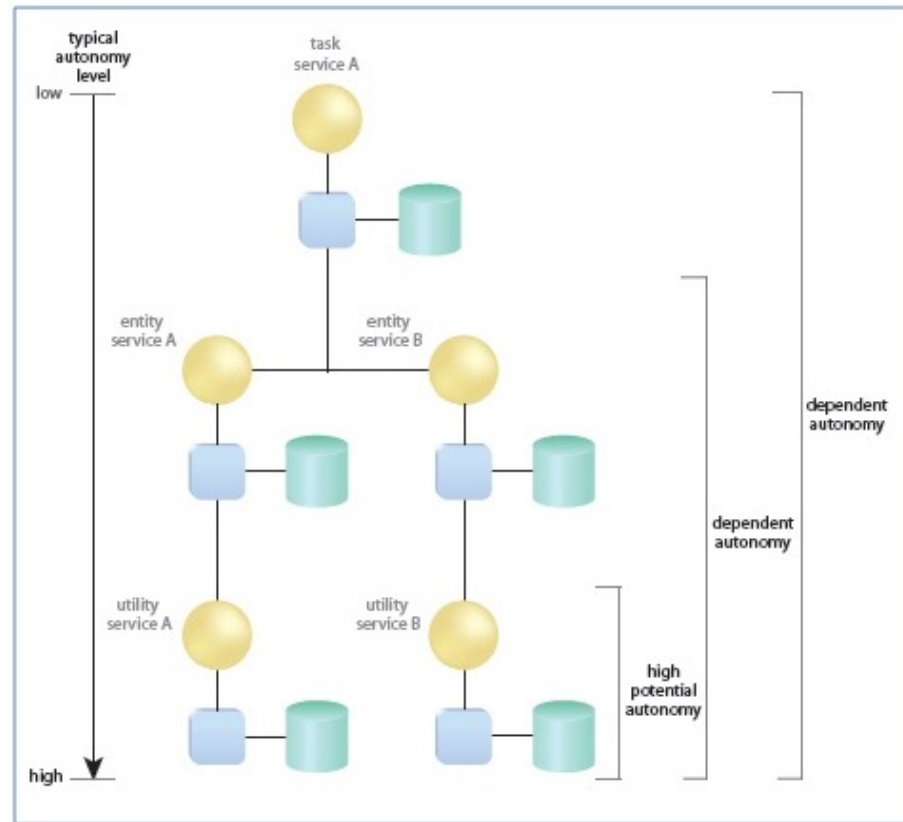 typical
autonomy
level
low
task
service A
entity
service A
entity
service B
dependent
autonomy
dependent
autonomy
utility
service A
utility
service B
high
potential
autonomy
high